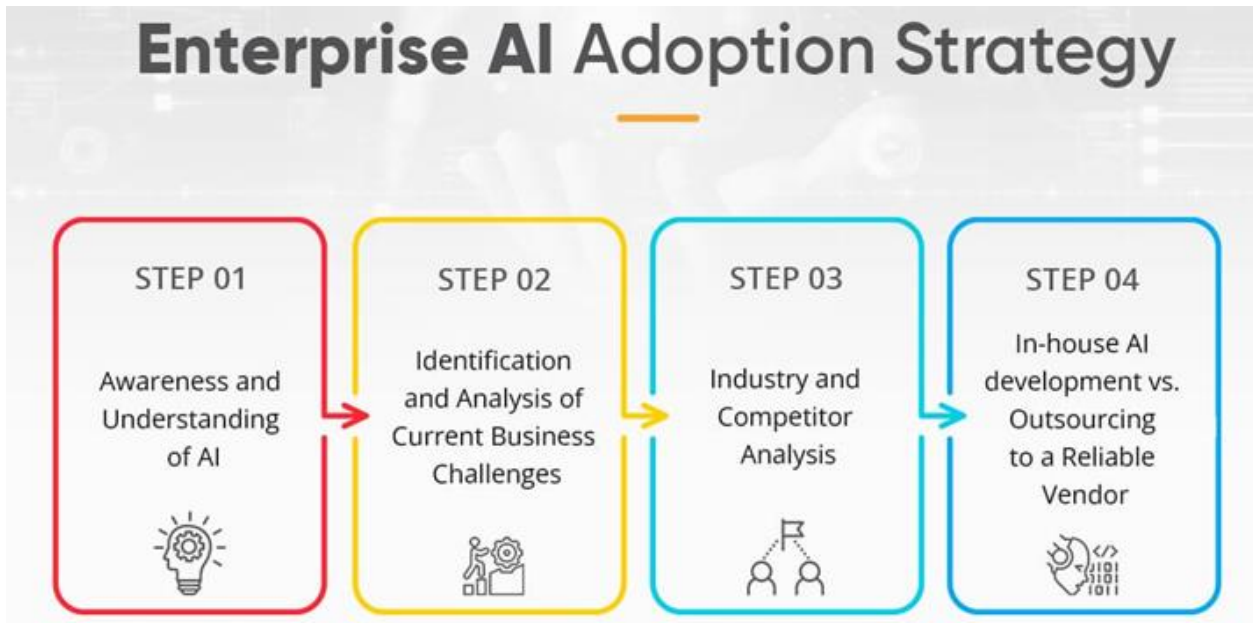 Enterprise AI Adoption Strategy
STEP 01
Awareness and
Understanding
of AI
STEP 02
Identification
and Analysis of
Current Business
Challenges
STEP 03
Industry and
Competitor
Analysis
STEP 04
In-house AI
development vs.
Outsourcing
to a Reliable
Vendor